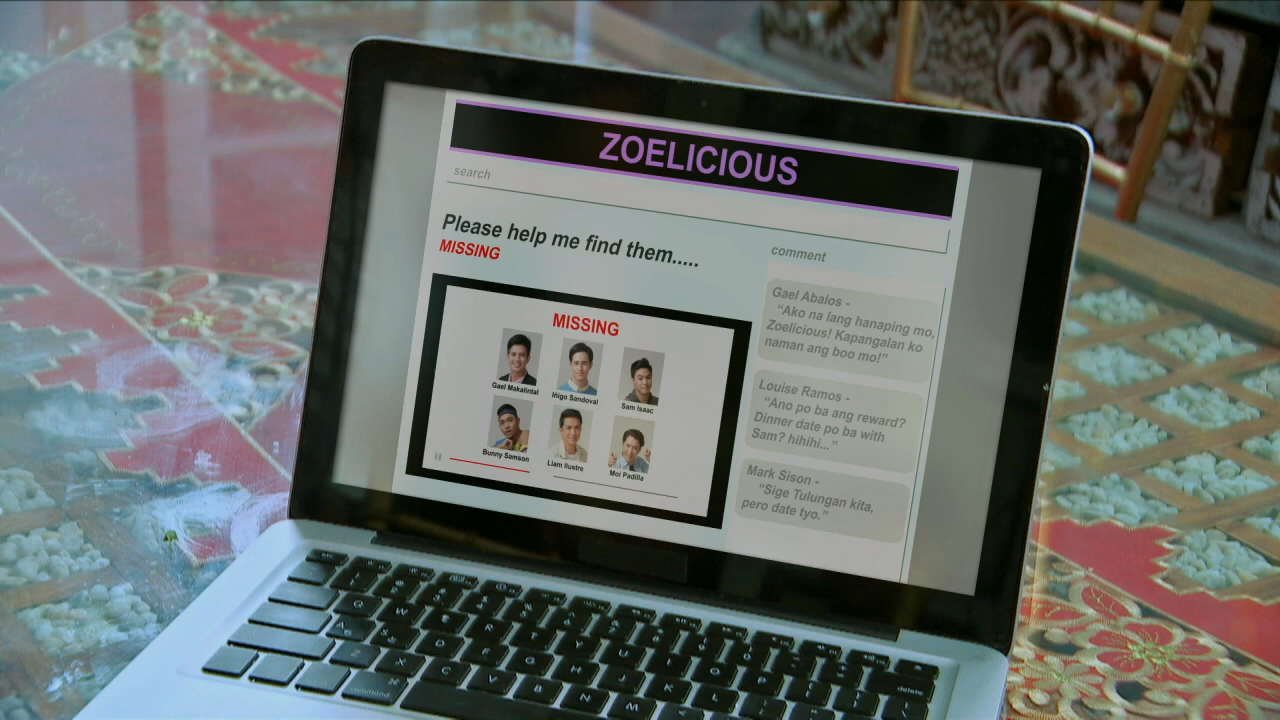 ZOELICIOUS
search
Please help me find them.....
MISSING
MISSING
Gael Makalintal
Iñigo Sandoval
Sam Isaac
Bunny Samson
Liam Ilustre
Moi Padilla
comment
Gael Abalos -
“Ako na lang hanaping mo,
Zoelicious! Kapangalan ko
naman ang boo mo!”
Louise Ramos -
“Ano po ba ang reward?
Dinner date po ba with
Sam? hihihi...”
Mark Sison -
“Sige Tulungan kita,
pero date tyo.”
esc
Q
W
E
R
T
Y
U
I
O
P
A
S
D
F
G
H
J
K
L
Z
X
C
V
B
N
M
command
delete